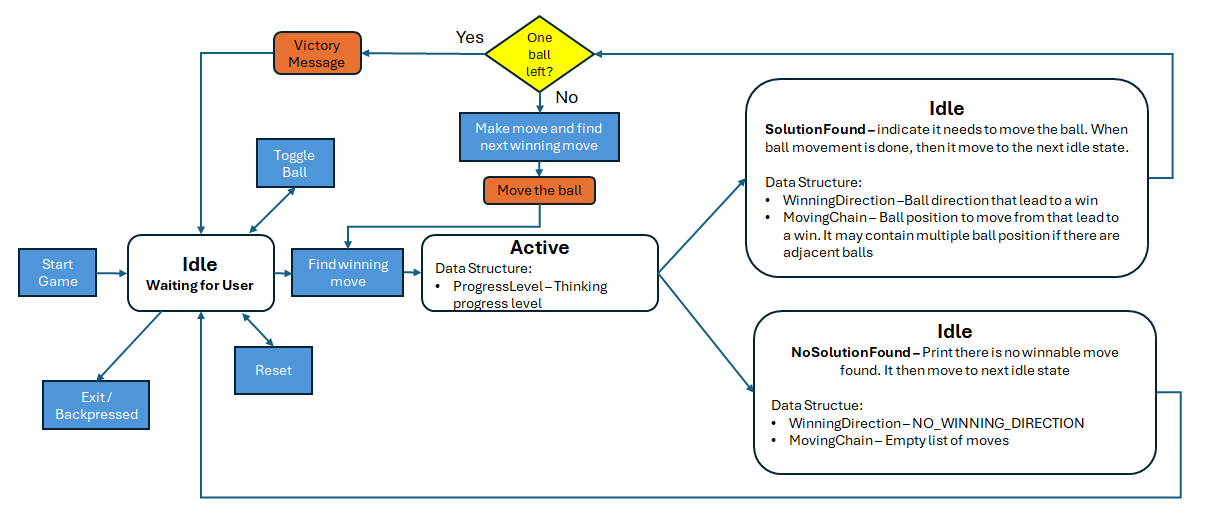 Yes
Victory
Message
One
ball
left?
No
Make move and find
next winning move
Move the ball
Toggle
Ball
Start
Game
Idle
Waiting for User
Find winning
move
Active
Data Structure:
• ProgressLevel – Thinking
progress level
Exit /
Backpressed
Reset
Idle
SolutionFound – indicate it needs to move the ball. When
ball movement is done, then it move to the next idle state.
Data Structure:
• WinningDirection –Ball direction that lead to a win
• MovingChain – Ball position to move from that lead to
a win. It may contain multiple ball position if there are
adjacent balls
Idle
NoSolutionFound – Print there is no winnable move
found. It then move to next idle state
Data Structue:
• WinningDirection – NO_WINNING_DIRECTION
• MovingChain – Empty list of moves